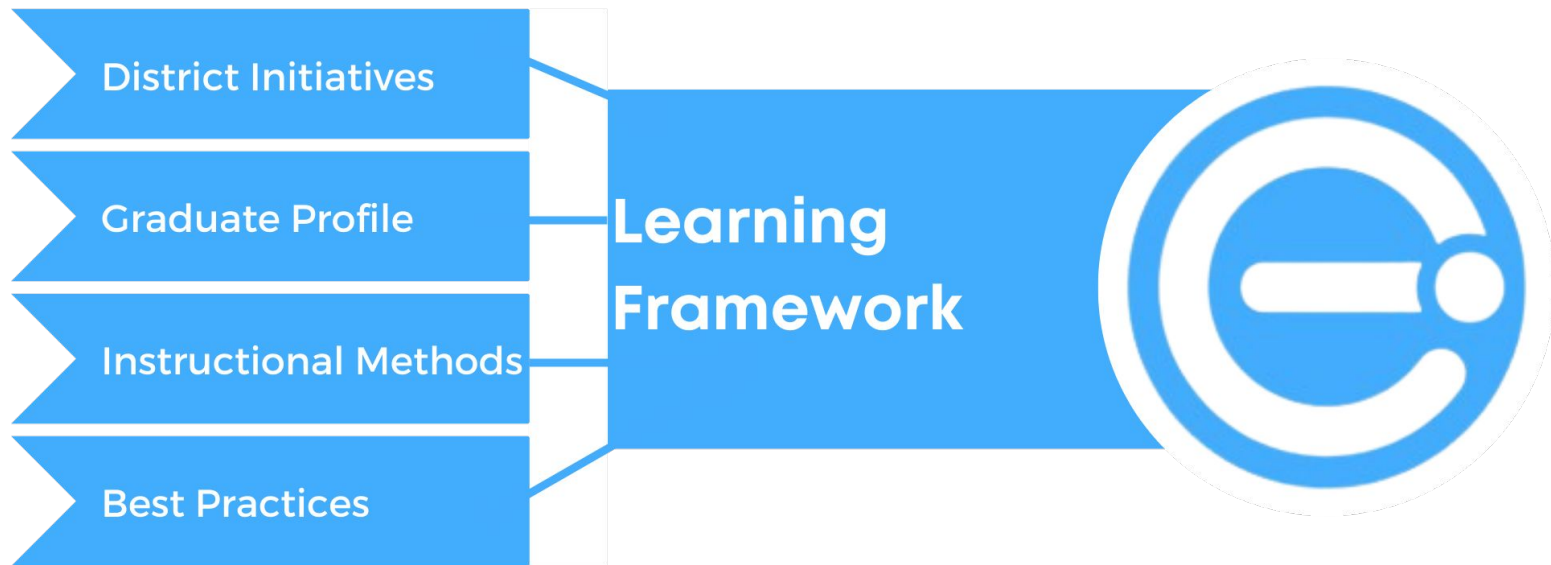 District Initiatives
Graduate Profile
Instructional Methods
Best Practices
Learning
Framework